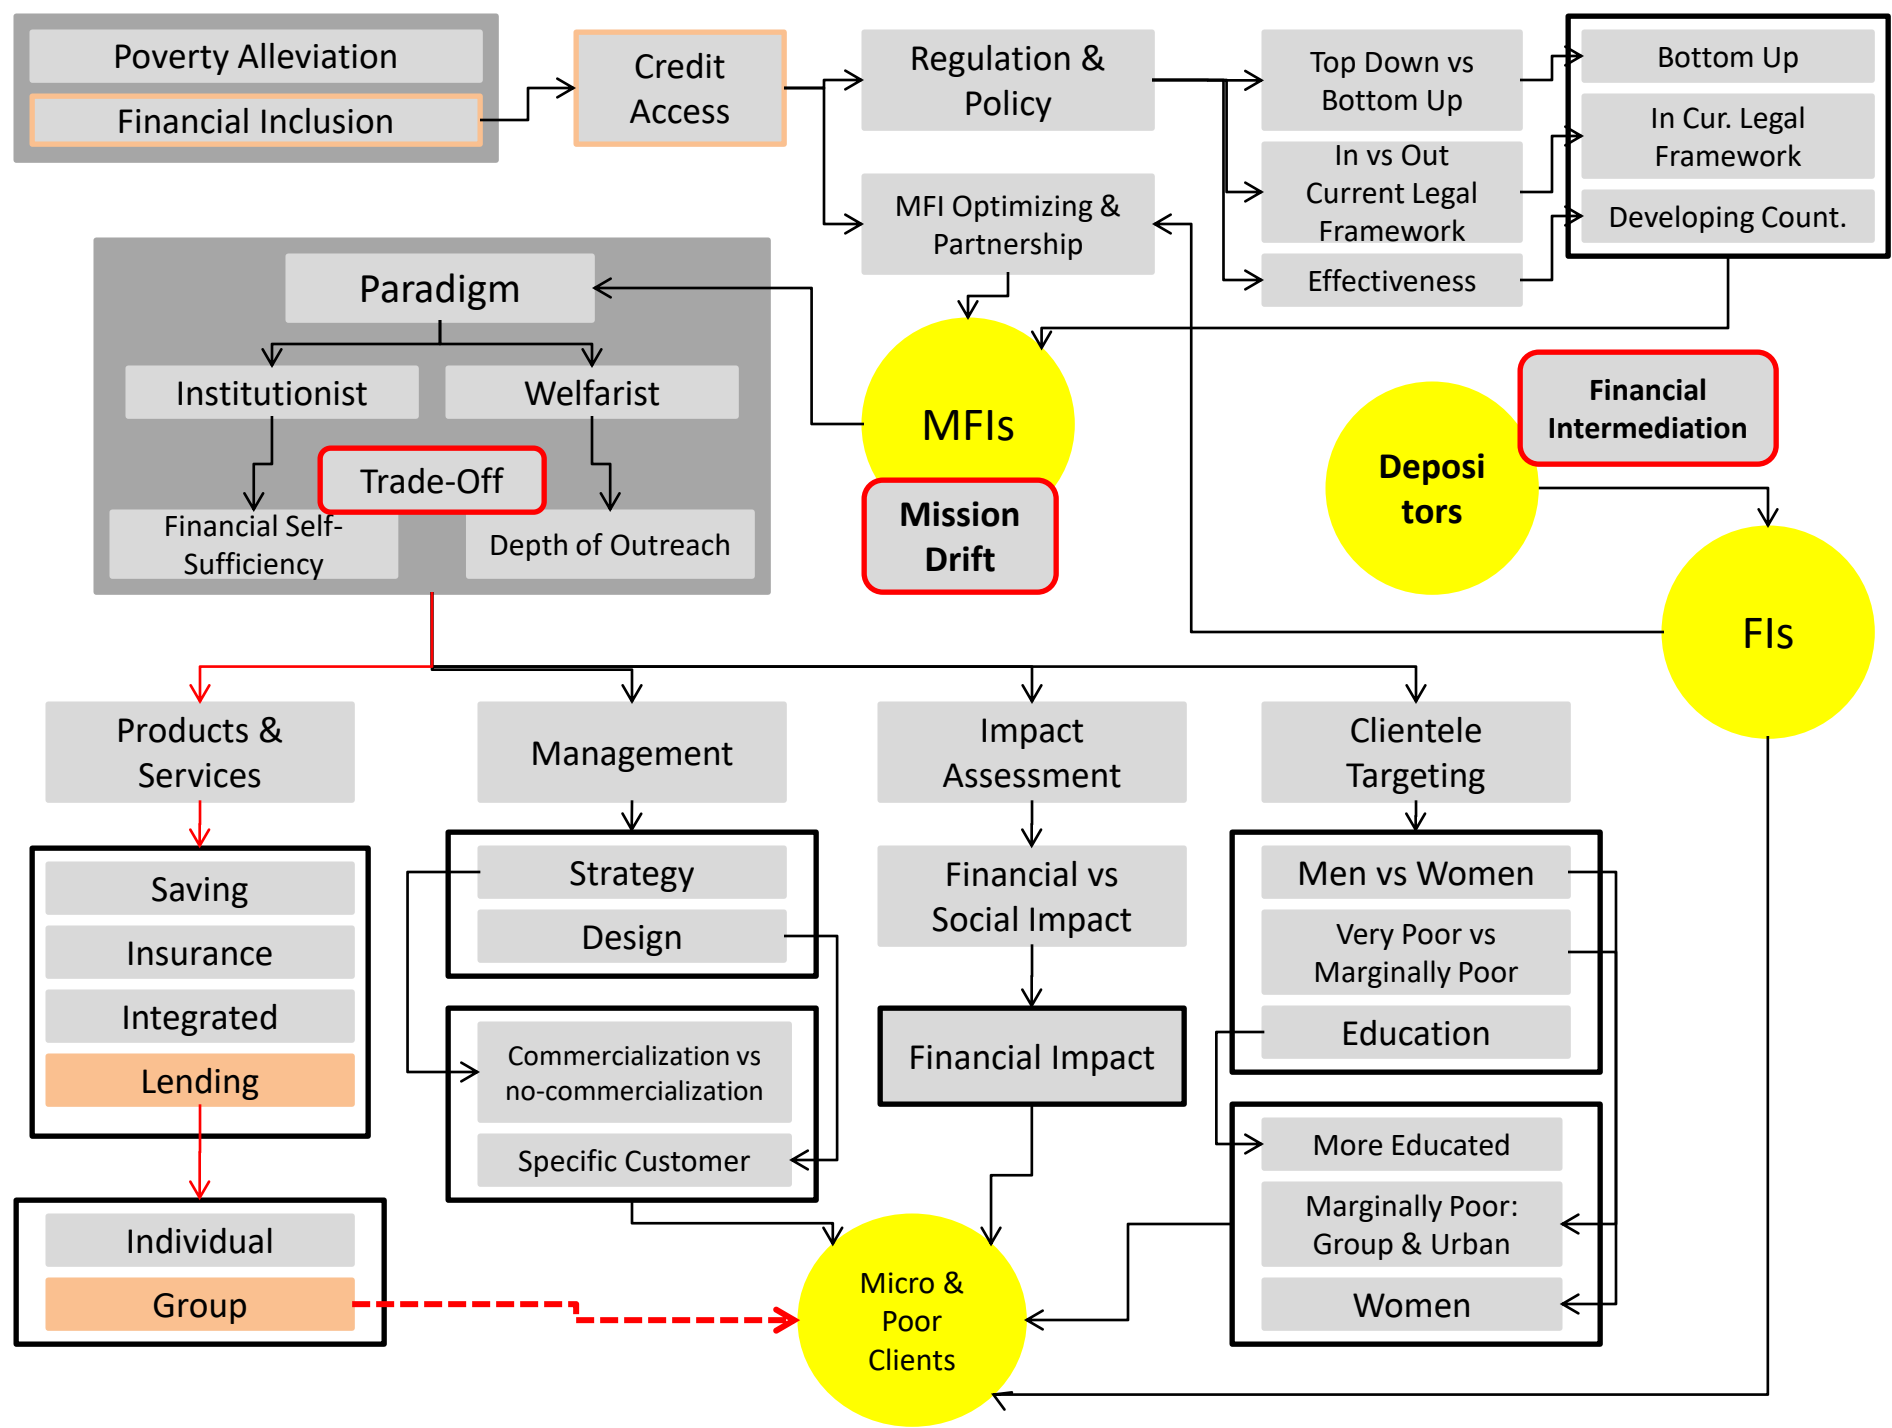 Poverty Alleviation
Financial Inclusion
Credit
Access
Regulation &
Policy
MFI Optimizing &
Partnership
Top Down vs
Bottom Up
In vs Out
Current Legal
Framework
Effectiveness
Bottom Up
In Cur. Legal
Framework
Developing Count.
Paradigm
Institutionist
Welfarist
Trade-Off
Financial Self-
Sufficiency
Depth of Outreach
MFIs
Mission
Drift
Financial
Intermediation
Deposi
tors
FIs
Products &
Services
Saving
Insurance
Integrated
Lending
Individual
Group
Management
Strategy
Design
Commercialization vs
no-commercialization
Specific Customer
Impact
Assessment
Financial vs
Social Impact
Financial Impact
Clientele
Targeting
Men vs Women
Very Poor vs
Marginally Poor
Education
More Educated
Marginally Poor:
Group & Urban
Women
Micro &
Poor
Clients